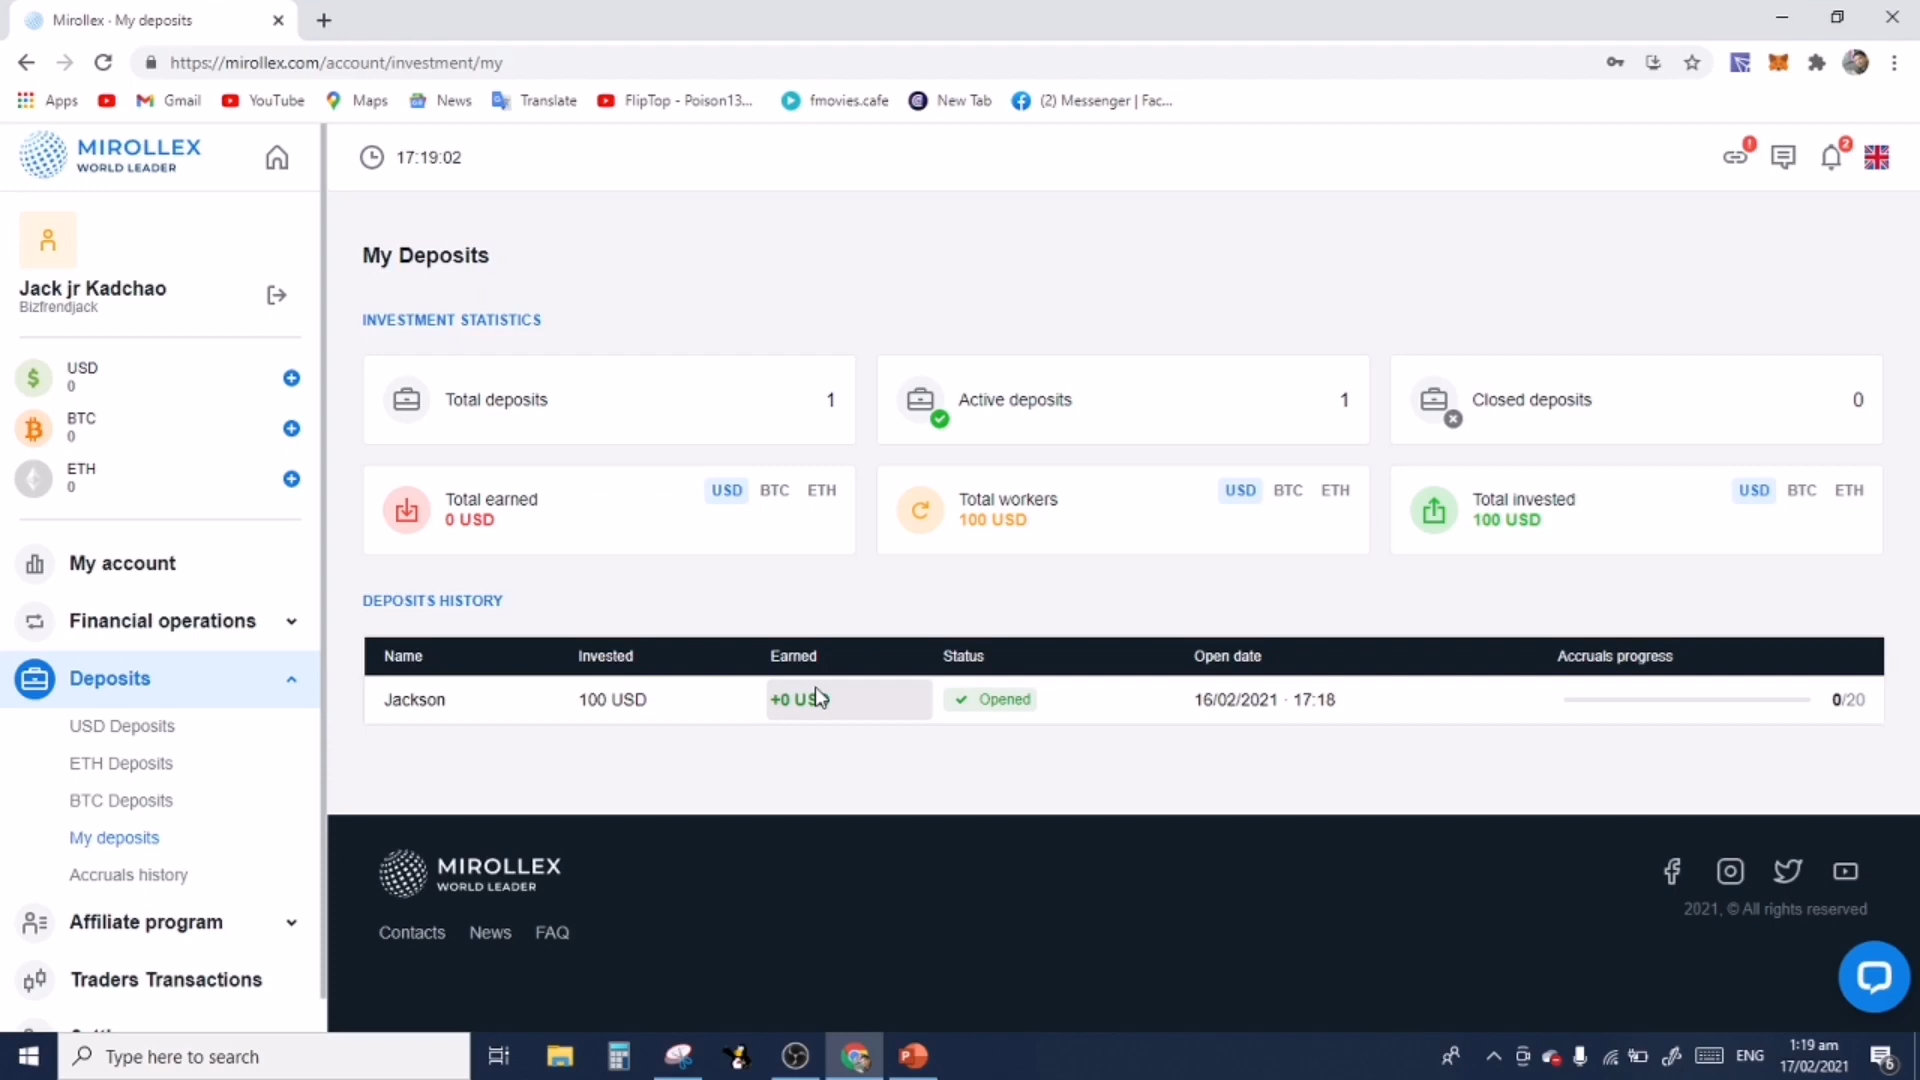 Mirollex - My deposits
https://mirollex.com/account/investment/my
Apps
Gmail
YouTube
Maps
News
Translate
FlipTop - Poison13...
fmovies.cafe
New Tab
(2) Messenger | Fac...
MIROLLEX
WORLD LEADER
17:19:02
Jack jr Kadchao
Bizfrendjack
USD
0
BTC
0
ETH
0
My account
Financial operations
Deposits
USD Deposits
ETH Deposits
BTC Deposits
My deposits
Accruals history
Affiliate program
Traders Transactions
My Deposits
INVESTMENT STATISTICS
Total deposits 1
Active deposits 1
Closed deposits 0
Total earned USD BTC ETH
0 USD
Total workers USD BTC ETH
100 USD
Total invested USD BTC ETH
100 USD
DEPOSITS HISTORY
Name Invested Earned Status Open date Accruals progress
Jackson 100 USD +0 USD Opened 16/02/2021 · 17:18 0/20
MIROLLEX
WORLD LEADER
Contacts News FAQ
2021, © All rights reserved
Type here to search
ENG
1:19 am
17/02/2021
6